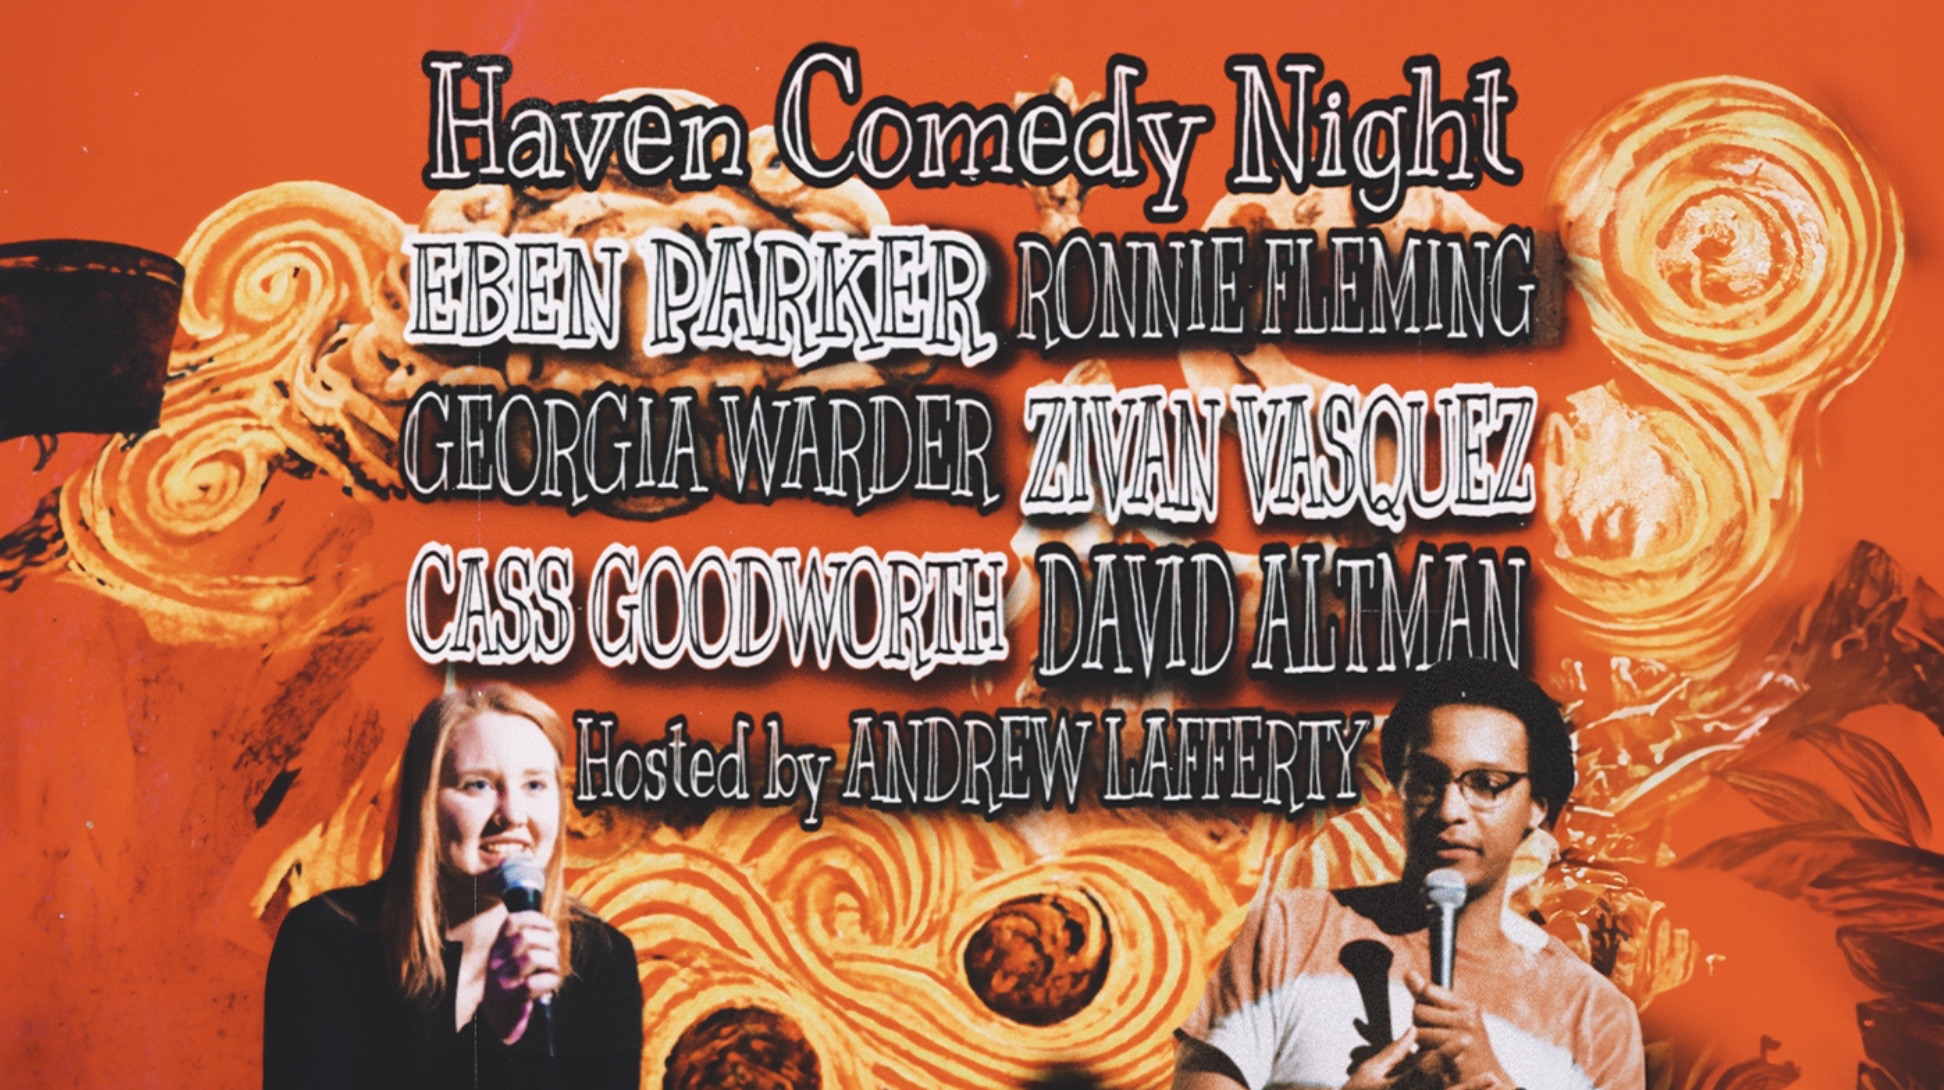 Haven Comedy Night
EBEN PARKER RONNIE FLEMING
GEORGIA WARDER ZIVAN VASQUEZ
CASS GOODWORTH DAVID ALTMAN
Hosted by ANDREW LAFFERTY